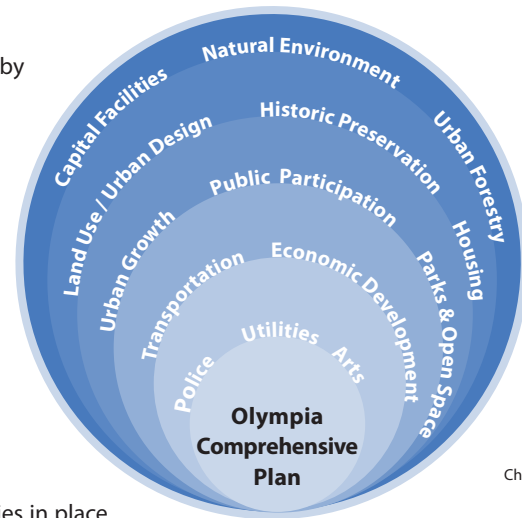 by
Capital Facilities
Natural Environment
Urban Forestry
Land Use / Urban Design
Historic Preservation
Housing
Urban Growth
Public Participation
Parks & Open Space
Transportation
Economic Development
Police
Utilities
Arts
Olympia
Comprehensive
Plan
Ch
ies in place